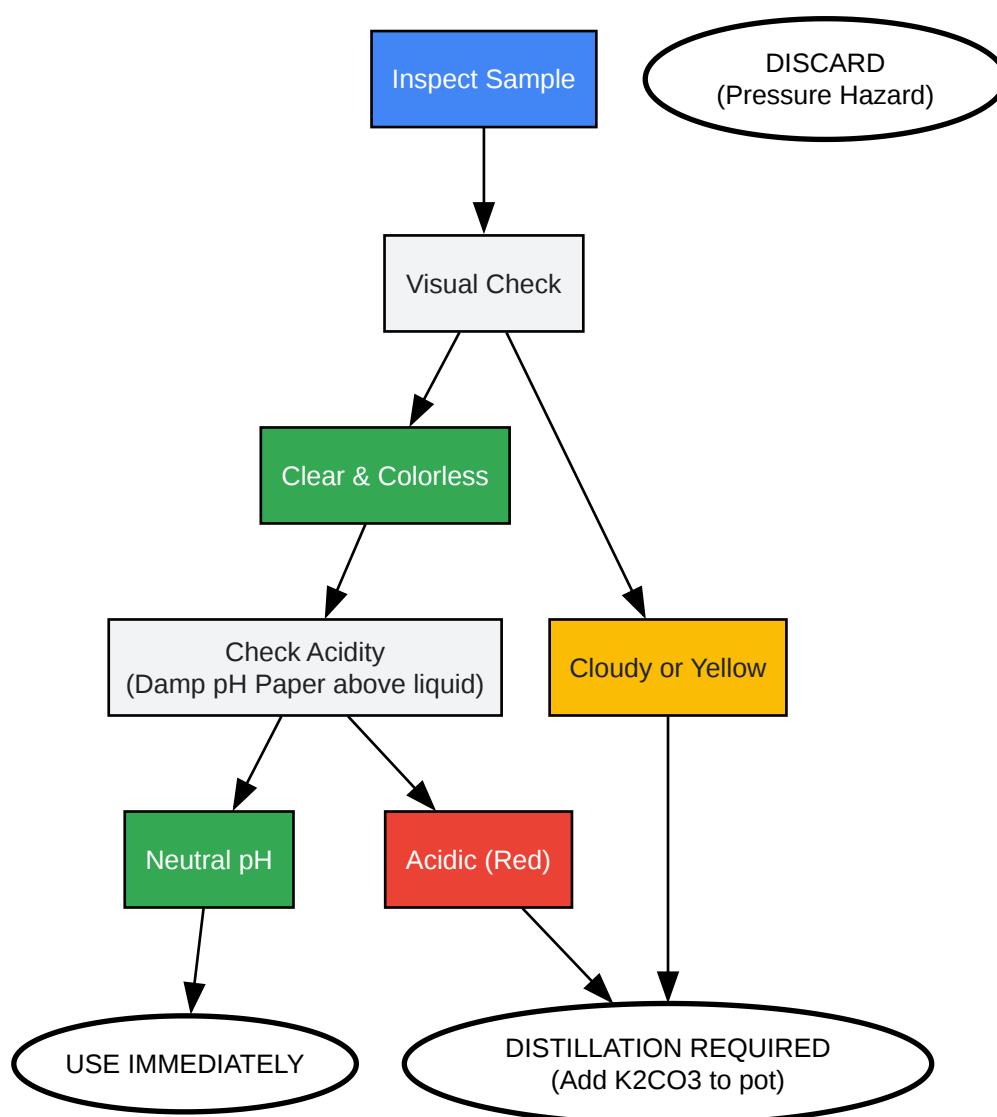 Inspect Sample
DISCARD
(Pressure Hazard)
Visual Check
Clear & Colorless
Check Acidity
(Damp pH Paper above liquid)
Cloudy or Yellow
Neutral pH
Acidic (Red)
USE IMMEDIATELY
DISTILLATION REQUIRED
(Add K2CO3 to pot)